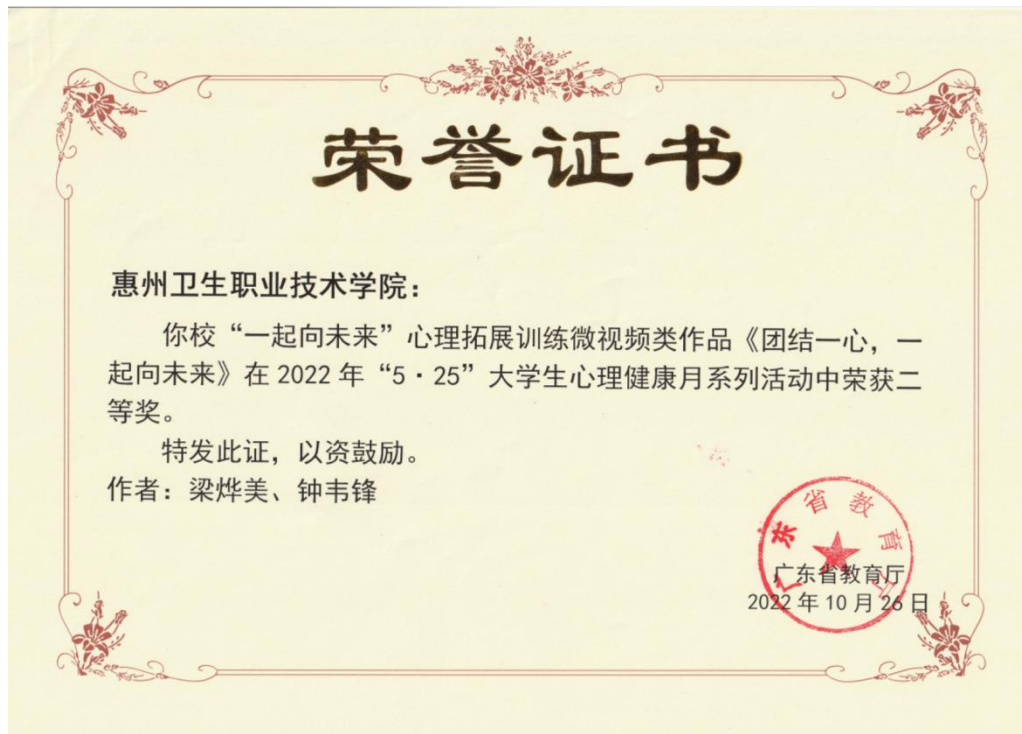 荣誉证书
惠州卫生职业技术学院：
你校“一起向未来”心理拓展训练微视频类作品《团结一心，一
起向未来》在 2022 年“5·25”大学生心理健康月系列活动中荣获二
等奖。
特发此证，以资鼓励。
作者：梁烨美、钟韦锋
广东省教育厅
广东省教育厅
2022 年 10 月 26 日